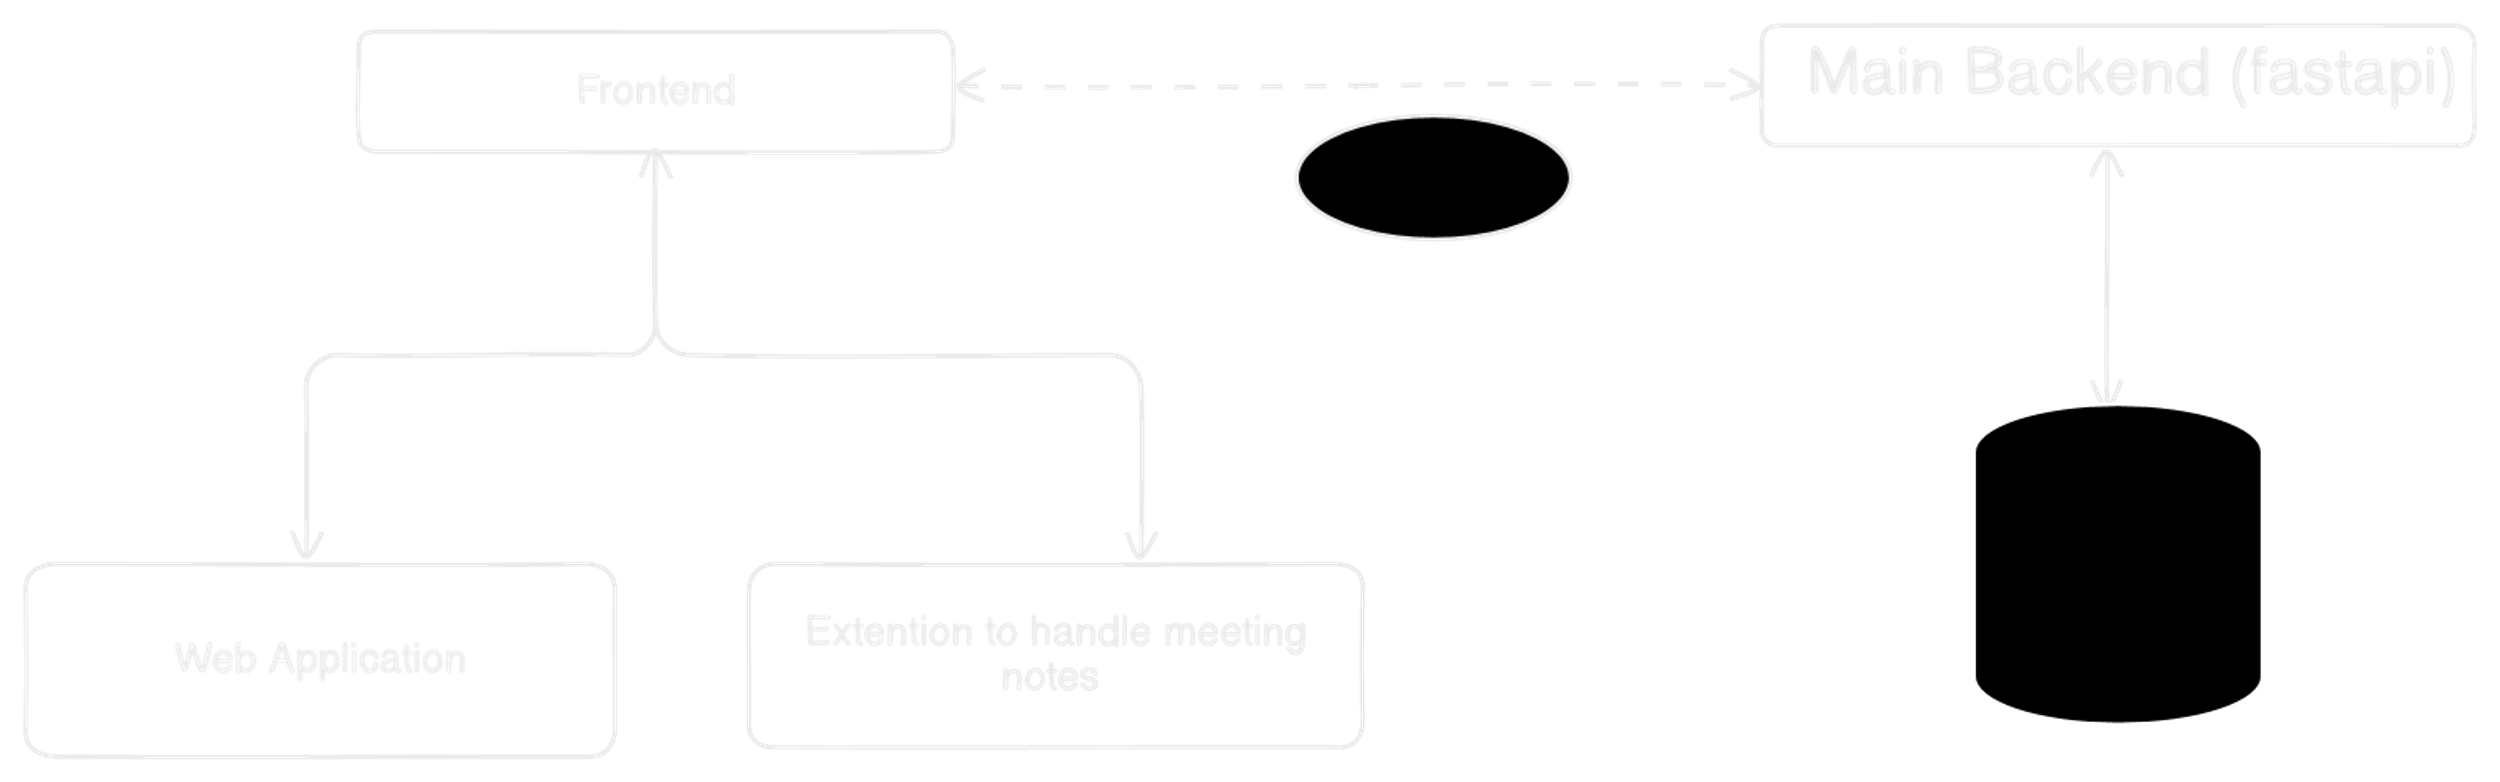 Frontend
Main Backend (fastapi)
Web Application
Extention to handle meeting
notes